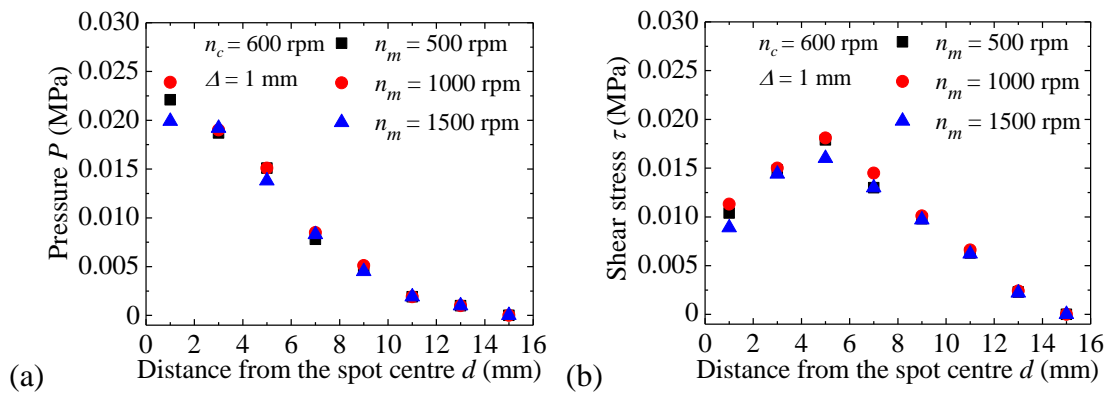 0.030
0.025
0.020
0.015
0.010
0.005
0.000
Pressure P (MPa)
n_c = 600 rpm
Δ = 1 mm
n_m = 500 rpm
n_m = 1000 rpm
n_m = 1500 rpm
0 2 4 6 8 10 12 14 16
Distance from the spot centre d (mm)
(a)
0.030
0.025
0.020
0.015
0.010
0.005
0
Shear stress τ (MPa)
n_c = 600 rpm
Δ = 1 mm
n_m = 500 rpm
n_m = 1000 rpm
n_m = 1500 rpm
0 2 4 6 8 10 12 14 16
Distance from the spot centre d (mm)
(b)